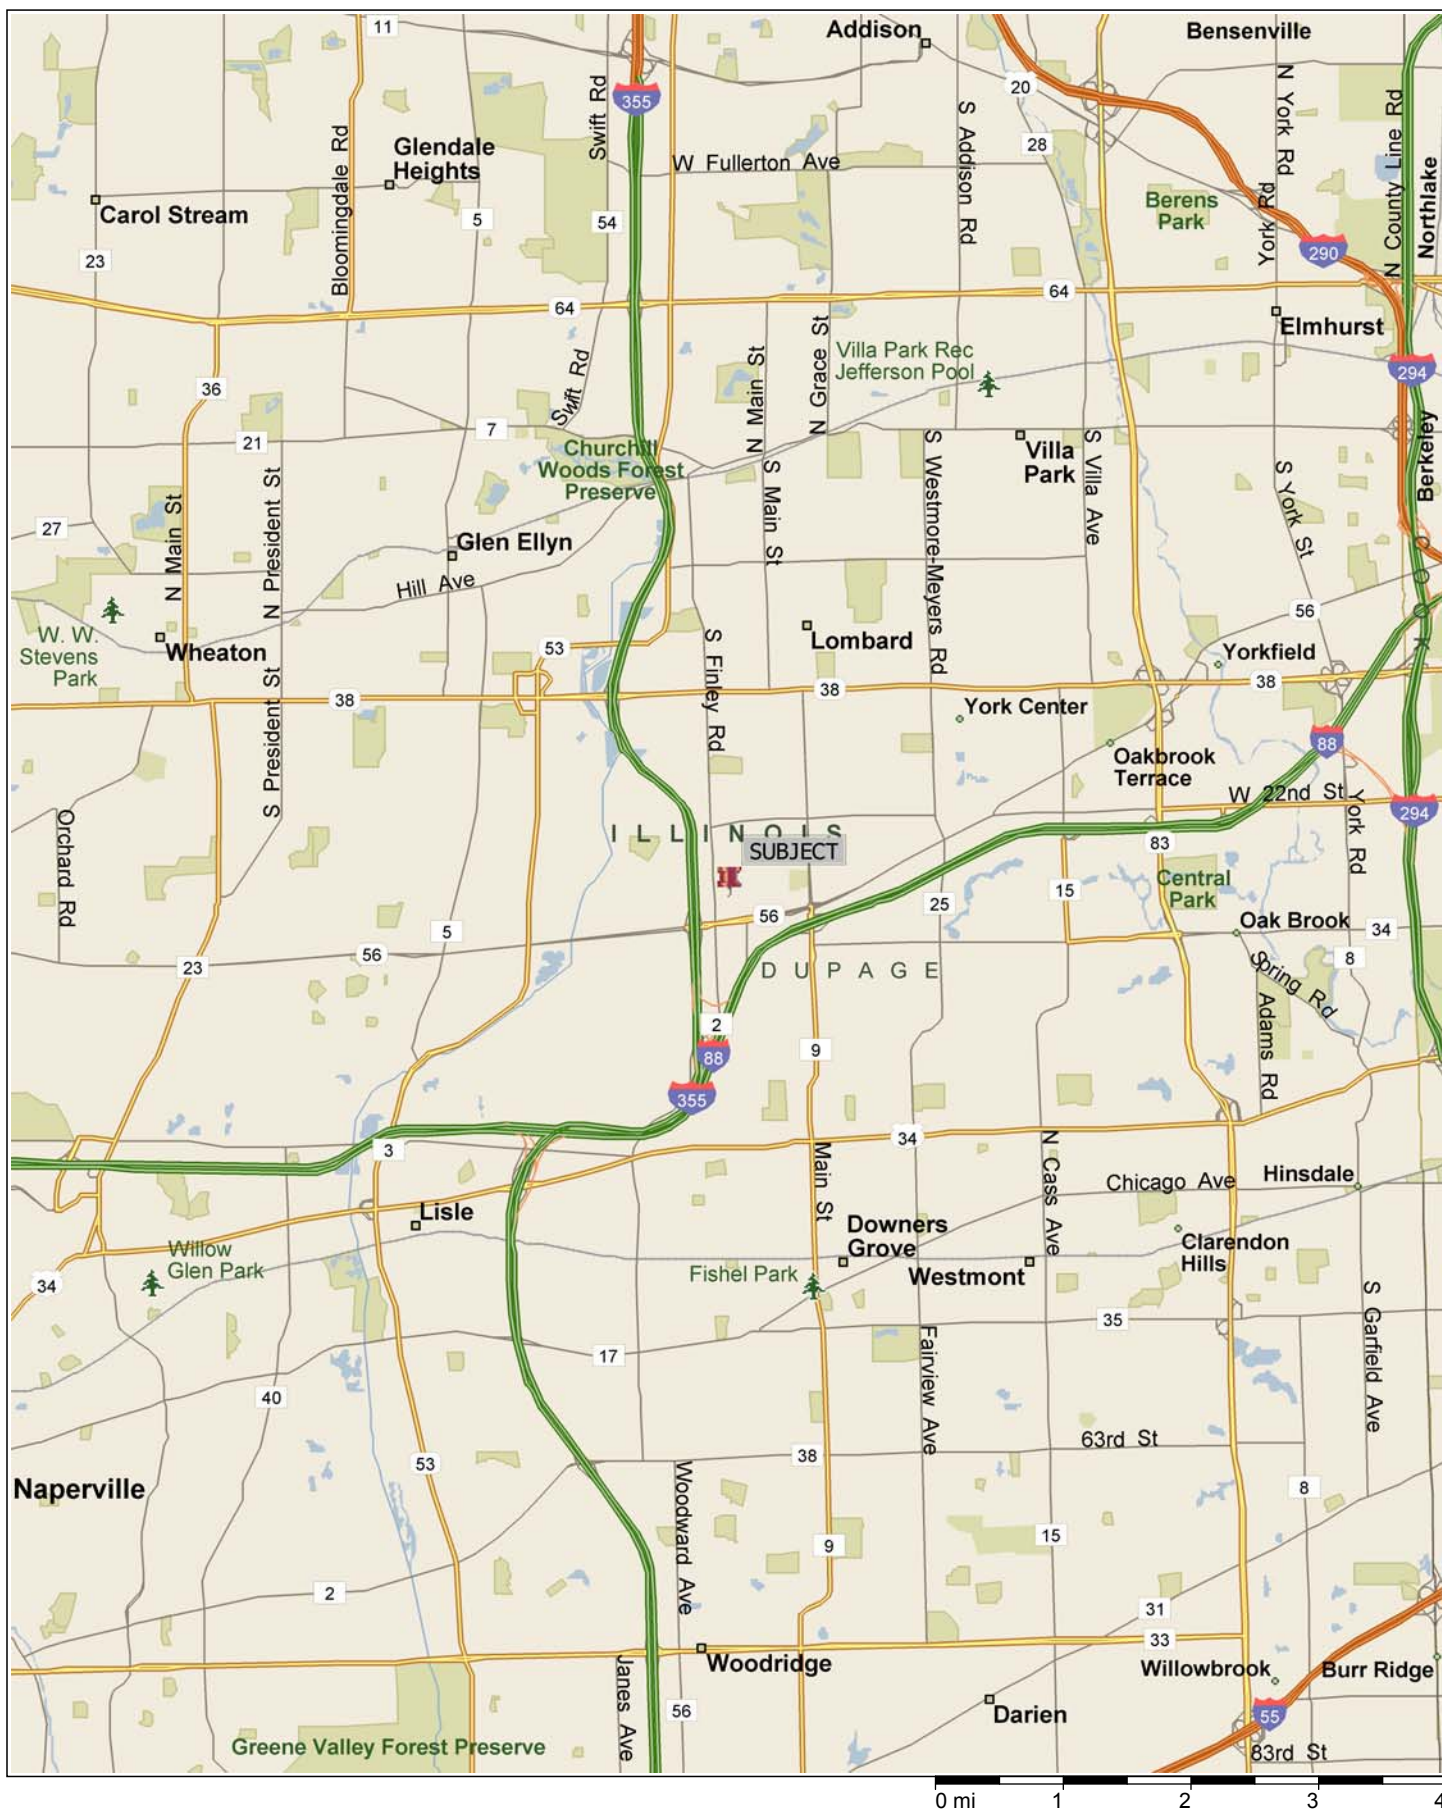 11
Addison
Bensenville
355
Swift Rd
20
N York Rd
N County Line Rd
Bloomingdale Rd
Glendale
Heights
S Addison Rd
28
W Fullerton Ave
Northlake
Carol Stream
5
54
Berens
Park
York Rd
290
23
64
64
Elmhurst
Swift Rd
N Main St
N Grace St
Villa Park Rec
Jefferson Pool
294
36
21
7
Churchill
Woods Forest
Preserve
S Westmore-Meyers Rd
Villa
Park
S Villa Ave
Berkeley
27
N Main St
N President St
S Main St
S York St
Glen Ellyn
Hill Ave
COOK
56
W. W.
Stevens
Park
Wheaton
53
S Finley Rd
Lombard
Yorkfield
S President St
38
38
38
York Center
Oakbrook
Terrace
88
W 22nd St
York Rd
294
Orchard Rd
ILLINOIS
SUBJECT
83
Central
Park
15
25
56
Oak Brook
34
5
56
23
DUPAGE
8
Spring Rd
Adams Rd
2
88
9
355
3
34
Main St
N Cass Ave
Chicago Ave
Hinsdale
Lisle
Downers
Grove
Clarendon
Hills
Willow
Glen Park
34
Fishel Park
Westmont
S Garfield Ave
35
17
Fairview Ave
40
63rd St
38
53
Naperville
8
Woodward Ave
15
9
2
31
33
Woodridge
Willowbrook
Burr Ridge
Janes Ave
56
Darien
55
Greene Valley Forest Preserve
83rd St
0 mi 1 2 3 4